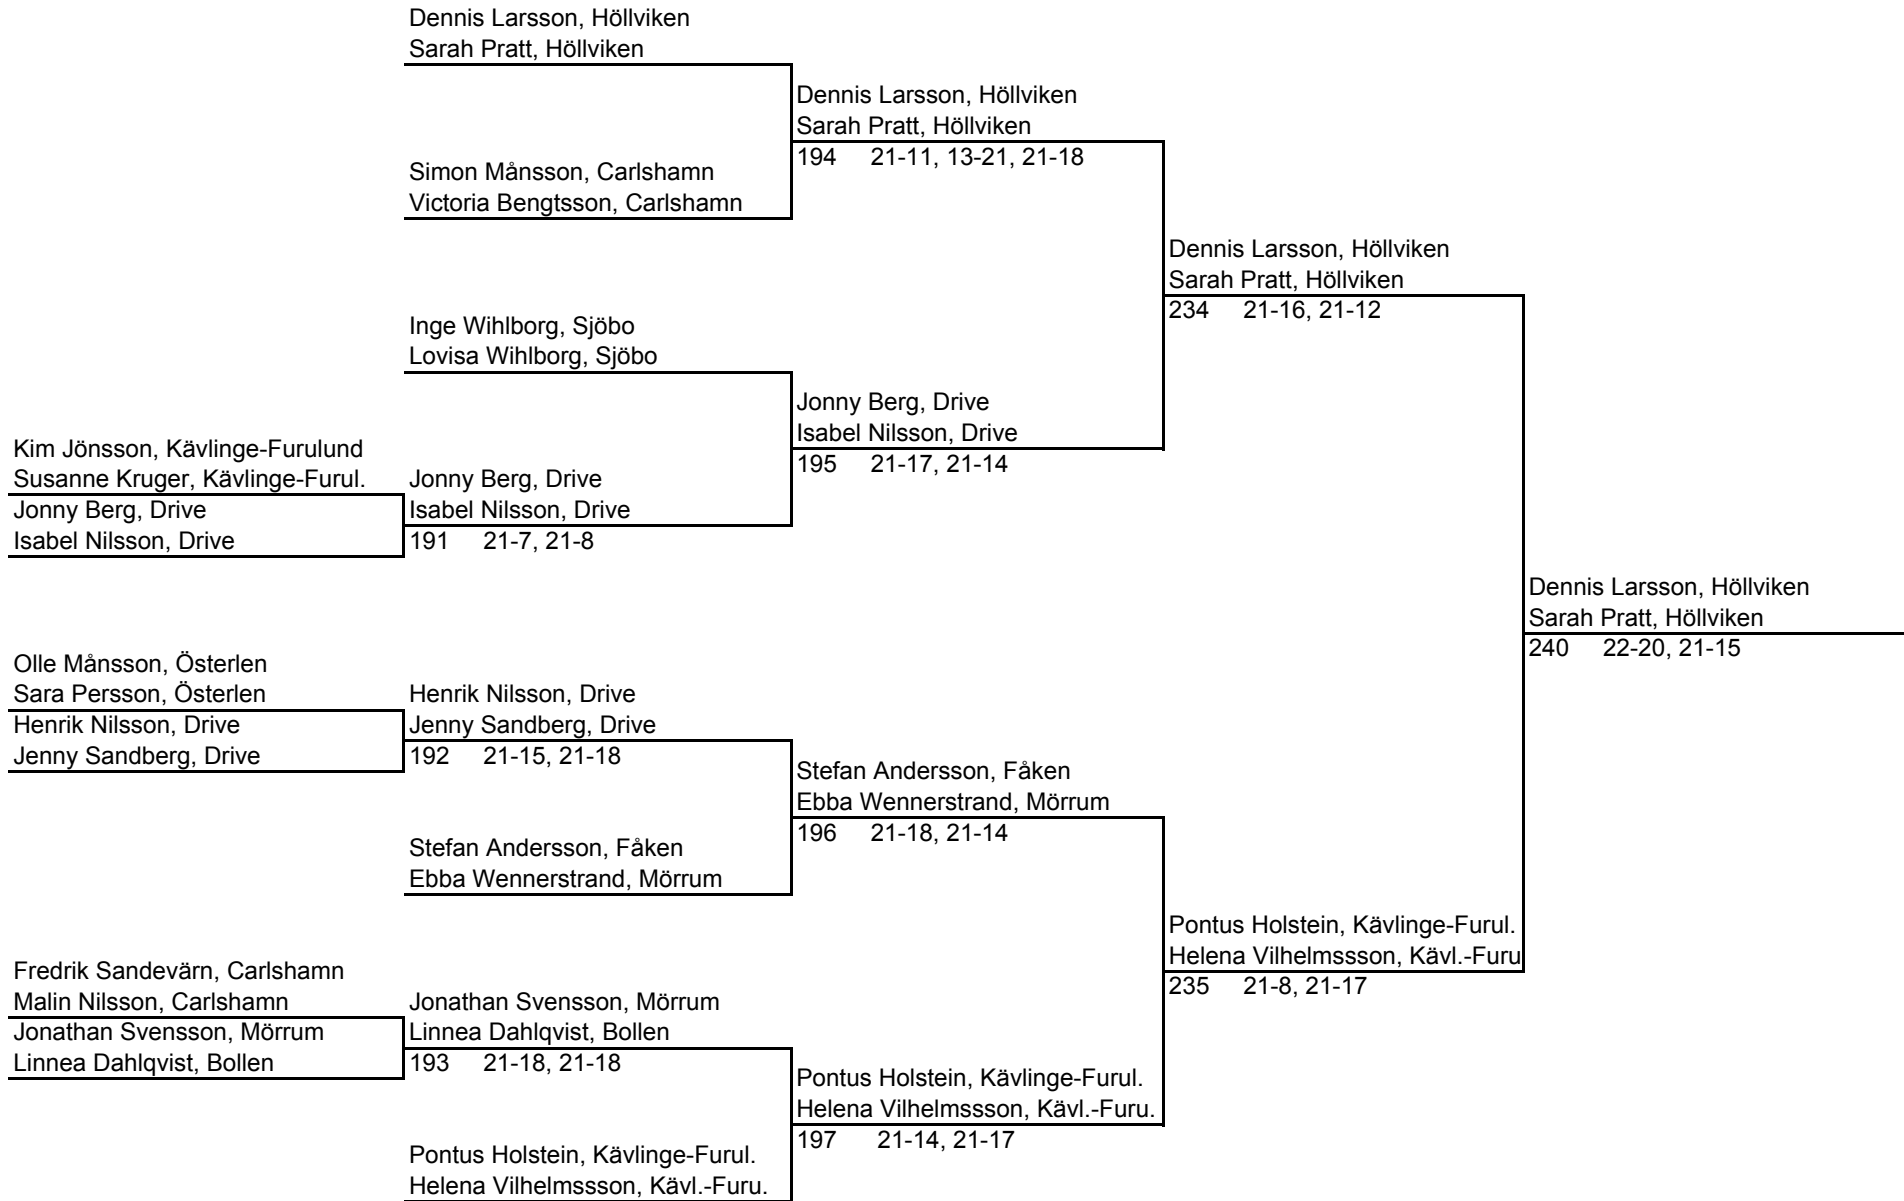 Dennis Larsson, Höllviken
Sarah Pratt, Höllviken
Dennis Larsson, Höllviken
Sarah Pratt, Höllviken
194 21-11, 13-21, 21-18
Simon Månsson, Carlshamn
Victoria Bengtsson, Carlshamn
Dennis Larsson, Höllviken
Sarah Pratt, Höllviken
234 21-16, 21-12
Inge Wihlborg, Sjöbo
Lovisa Wihlborg, Sjöbo
Jonny Berg, Drive
Isabel Nilsson, Drive
195 21-17, 21-14
Kim Jönsson, Kävlinge-Furulund
Susanne Kruger, Kävlinge-Furul.
Jonny Berg, Drive
Isabel Nilsson, Drive
Jonny Berg, Drive
Isabel Nilsson, Drive
191 21-7, 21-8
Dennis Larsson, Höllviken
Sarah Pratt, Höllviken
240 22-20, 21-15
Olle Månsson, Österlen
Sara Persson, Österlen
Henrik Nilsson, Drive
Jenny Sandberg, Drive
Henrik Nilsson, Drive
Jenny Sandberg, Drive
192 21-15, 21-18
Stefan Andersson, Fåken
Ebba Wennerstrand, Mörrum
196 21-18, 21-14
Stefan Andersson, Fåken
Ebba Wennerstrand, Mörrum
Pontus Holstein, Kävlinge-Furul.
Helena Vilhelmssson, Kävl.-Furu
235 21-8, 21-17
Fredrik Sandevärn, Carlshamn
Malin Nilsson, Carlshamn
Jonathan Svensson, Mörrum
Linnea Dahlqvist, Bollen
Jonathan Svensson, Mörrum
Linnea Dahlqvist, Bollen
193 21-18, 21-18
Pontus Holstein, Kävlinge-Furul.
Helena Vilhelmssson, Kävl.-Furu.
197 21-14, 21-17
Pontus Holstein, Kävlinge-Furul.
Helena Vilhelmssson, Kävl.-Furu.